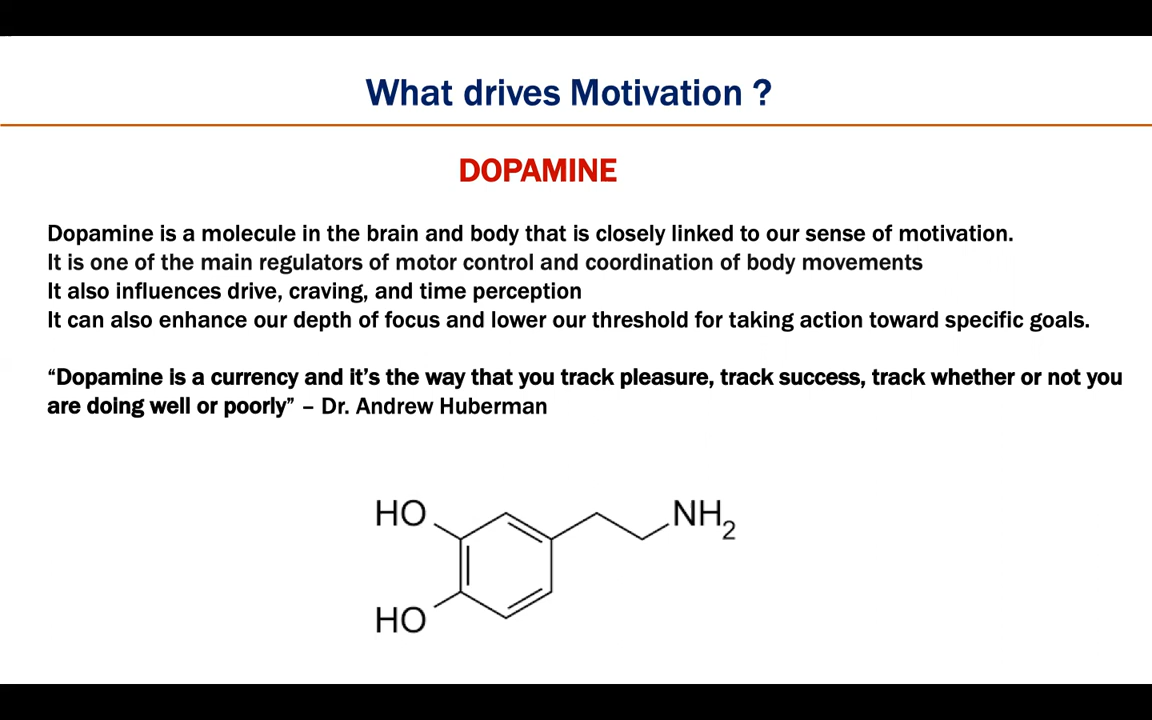 What drives Motivation ?
DOPAMINE
Dopamine is a molecule in the brain and body that is closely linked to our sense of motivation.
It is one of the main regulators of motor control and coordination of body movements
It also influences drive, craving, and time perception
It can also enhance our depth of focus and lower our threshold for taking action toward specific goals.
“Dopamine is a currency and it’s the way that you track pleasure, track success, track whether or not you
are doing well or poorly” – Dr. Andrew Huberman
HO
NH2
HO